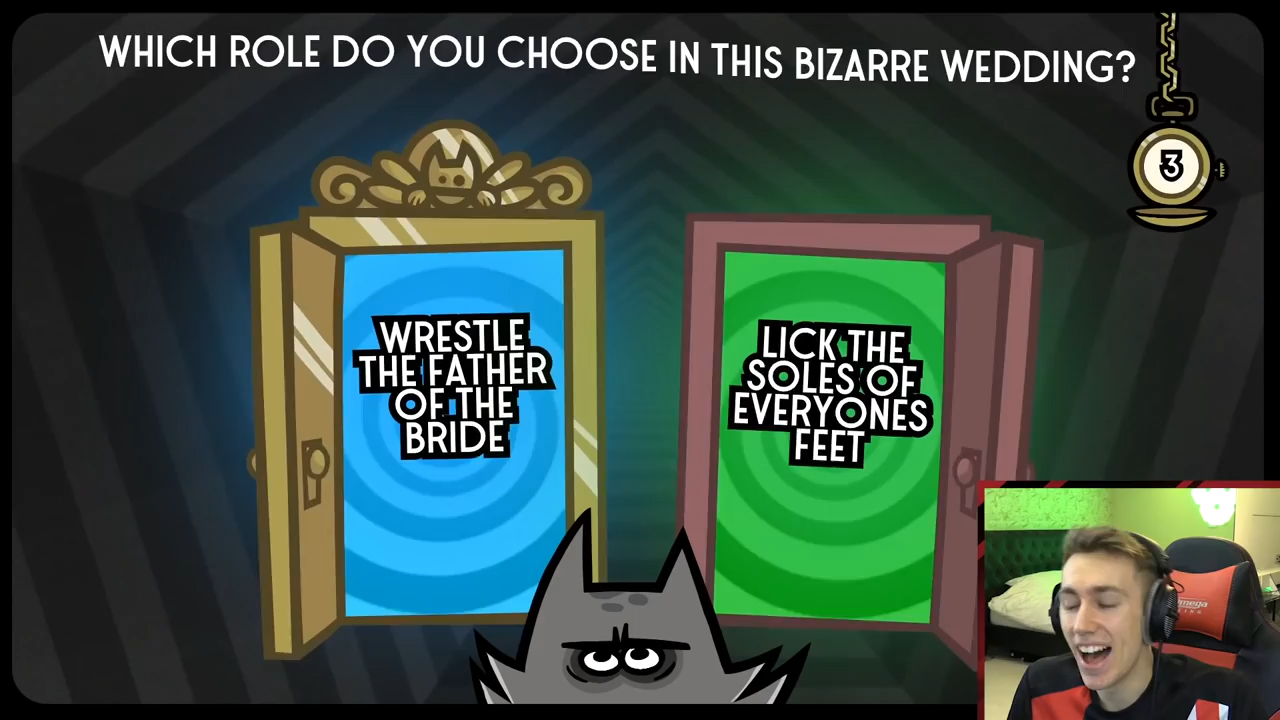 WHICH ROLE DO YOU CHOOSE IN THIS BIZARRE WEDDING?
3
WRESTLE
THE FATHER
OF THE
BRIDE
LICK THE
SOLES OF
EVERYONES
FEET